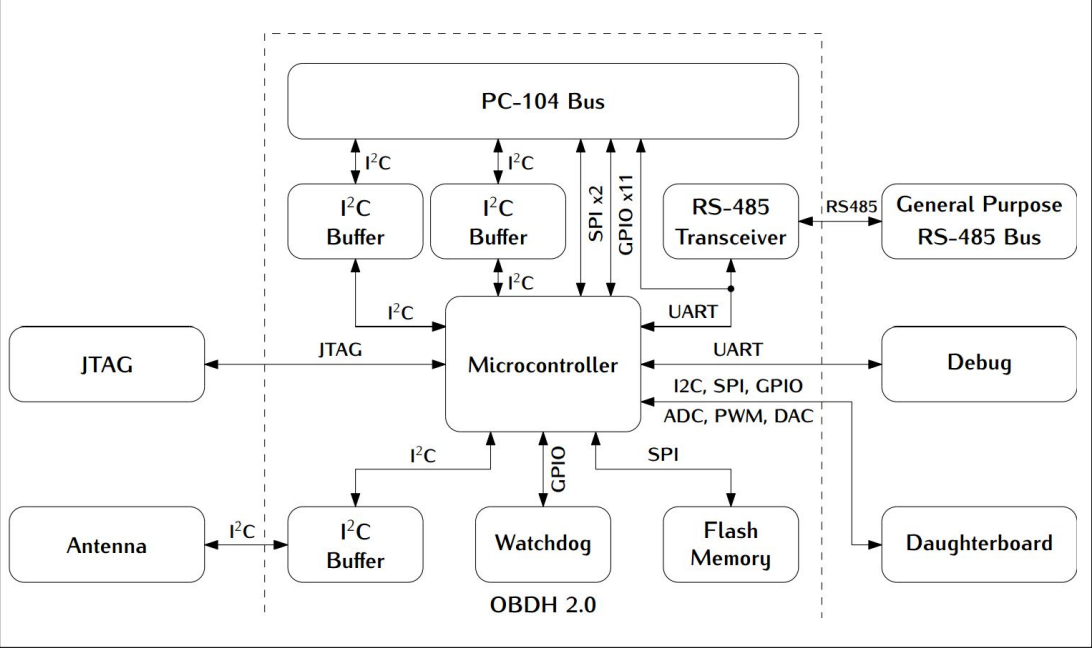 PC-104 Bus
I²C
I²C
SPI x2
GPIO x11
I²C
Buffer
I²C
Buffer
RS-485
Transceiver
RS485
General Purpose
RS-485 Bus
I²C
I²C
UART
JTAG
JTAG
Microcontroller
UART
Debug
I2C, SPI, GPIO
ADC, PWM, DAC
I²C
GPIO
SPI
Antenna
I²C
I²C
Buffer
Watchdog
Flash
Memory
Daughterboard
OBDH 2.0